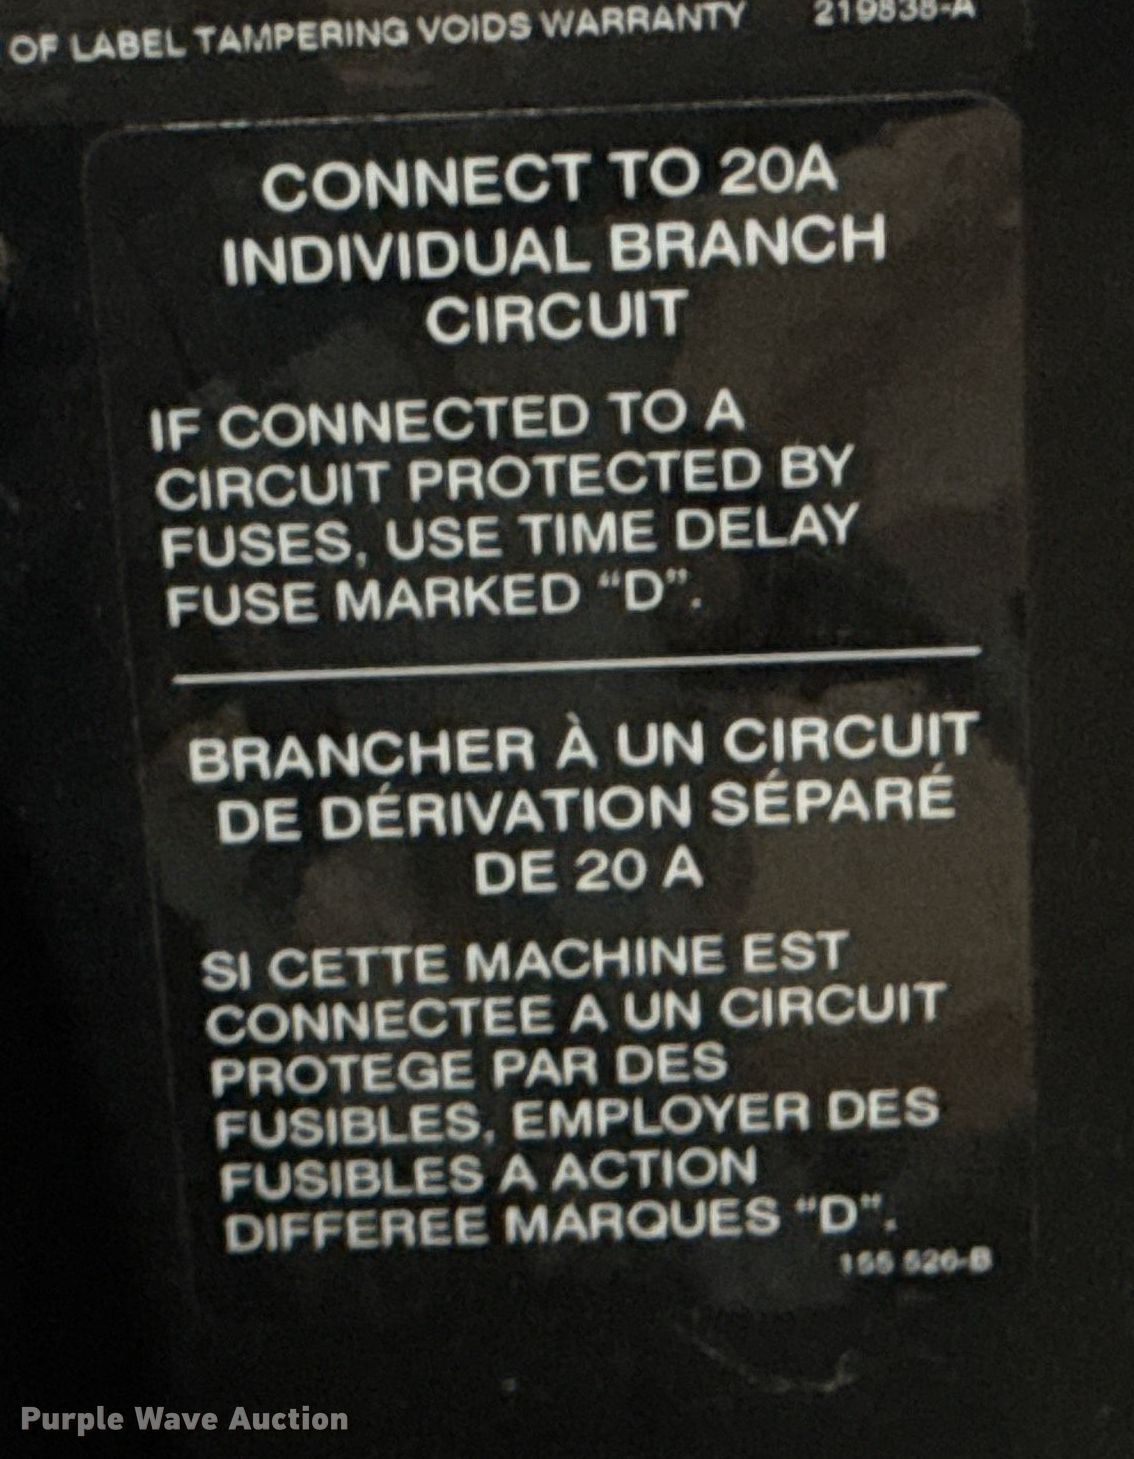 OF LABEL TAMPERING VOIDS WARRANTY 219838-A
CONNECT TO 20A
INDIVIDUAL BRANCH
CIRCUIT
IF CONNECTED TO A
CIRCUIT PROTECTED BY
FUSES, USE TIME DELAY
FUSE MARKED “D”.
BRANCHER À UN CIRCUIT
DE DÉRIVATION SÉPARÉ
DE 20 A
SI CETTE MACHINE EST
CONNECTEE A UN CIRCUIT
PROTEGE PAR DES
FUSIBLES, EMPLOYER DES
FUSIBLES A ACTION
DIFFEREE MARQUES “D”.
Purple Wave Auction